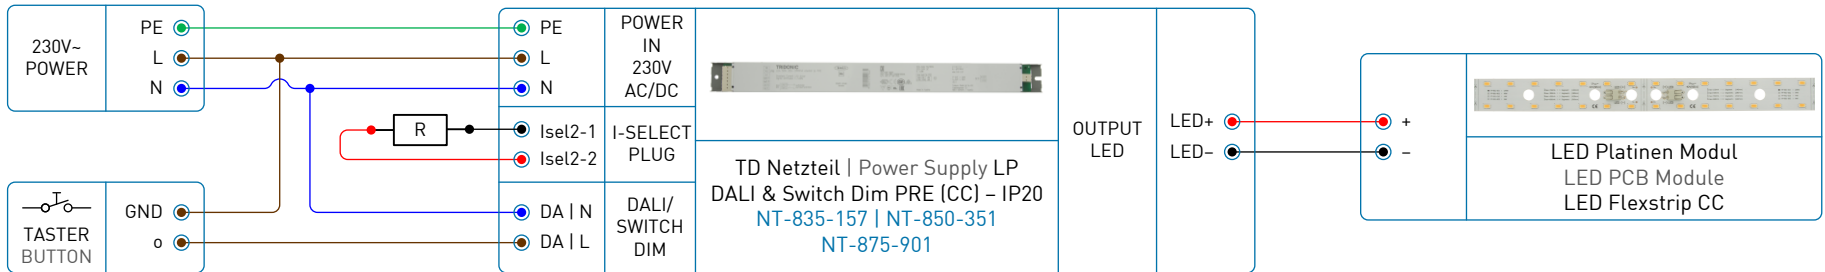 230V~
POWER
PE
L
N
TASTER
BUTTON
GND
o
R
PE
L
N
POWER
IN
230V
AC/DC
Isel2-1
Isel2-2
I-SELECT
PLUG
DA | N
DA | L
DALI/
SWITCH
DIM
TRIDONIC
TD Netzteil | Power Supply LP
DALI & Switch Dim PRE (CC) – IP20
NT-835-157 | NT-850-351
NT-875-901
OUTPUT
LED
LED+
LED–
+
–
LED Platinen Modul
LED PCB Module
LED Flexstrip CC